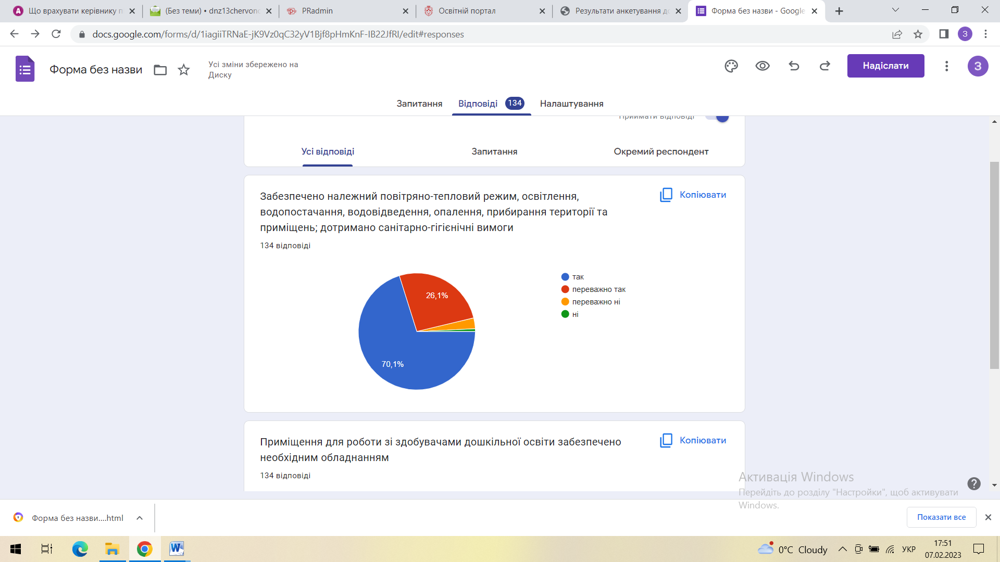 Що врахувати керівнику п
(Без теми) • dnz13chervono
PRadmin
Освітній портал
Результати анкетування до
Форма без назви - Google
docs.google.com/forms/d/1iagiiTRNaE-jK9Vz0qC32yV1Bjf8pHmKnF-IB22JfRI/edit#responses
З
Форма без назви
Усі зміни збережено на
Диску
Надіслати
З
Запитання
Відповіді 134
Налаштування
Приймати відповіді
Усі відповіді
Запитання
Окремий респондент
Забезпечено належний повітряно-тепловий режим, освітлення,
водопостачання, водовідведення, опалення, прибирання території та
приміщень; дотримано санітарно-гігієнічні вимоги
Копіювати
134 відповіді
26,1%
70,1%
так
переважно так
переважно ні
ні
Приміщення для роботи зі здобувачами дошкільної освіти забезпечено
необхідним обладнанням
Копіювати
134 відповіді
Активація Windows
Перейдіть до розділу "Настройки", щоб активувати
Windows.
Форма без назви....html
Показати все
0°C Cloudy
УКР
17:51
07.02.2023